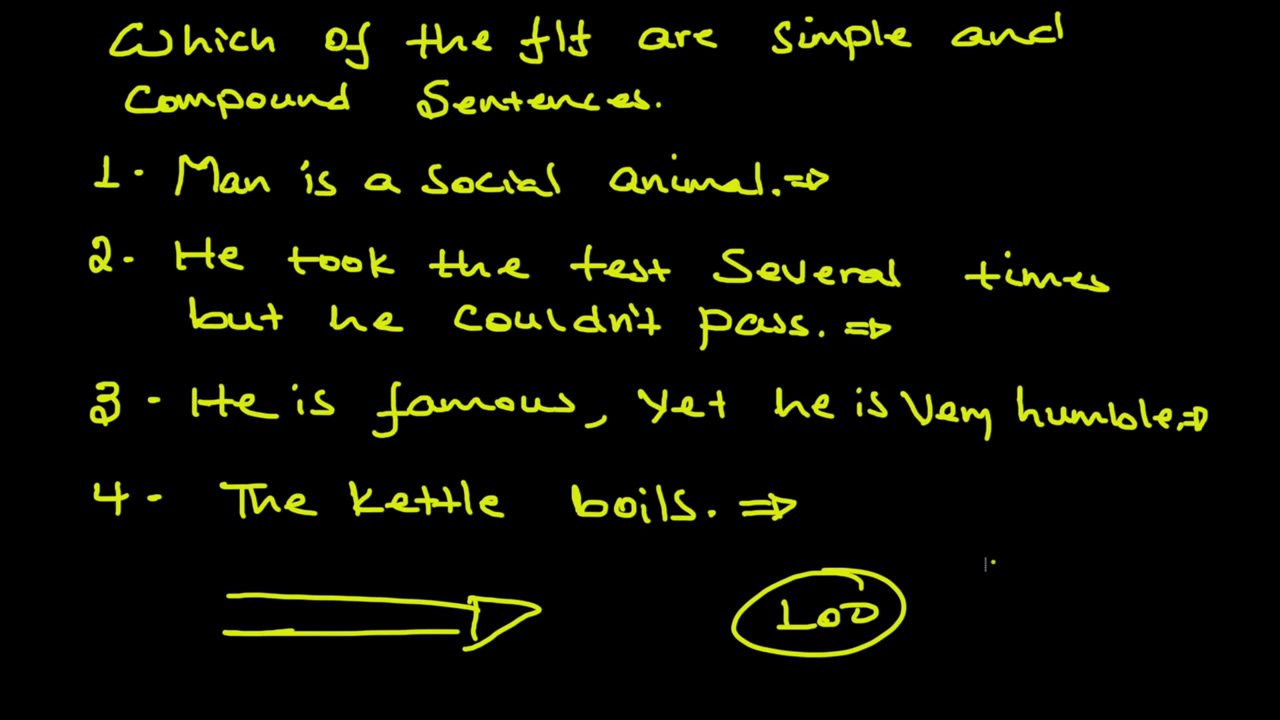 Which of the flf are simple and
Compound Sentences.
1. Man is a social animal.⇒
2. He took the test Several times
but he couldn't pass. ⇒
3 - He is famous, yet he is very humble.⇒
4 - The kettle boils. ⇒
LOD